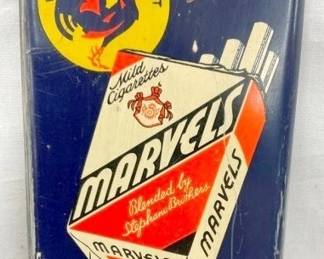 Mild
Cigarettes
MARVELS
Blended by
Stephano Brothers
MARVELS
MARVELS